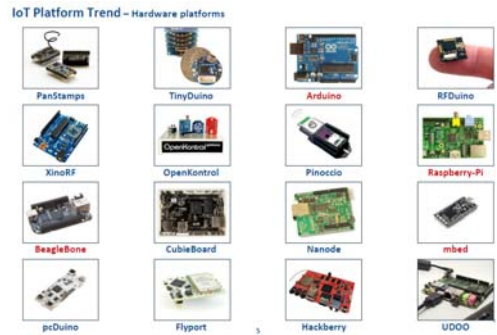 IoT Platform Trend – Hardware platforms
PanStamps
TinyDuino
Arduino
RFDuino
XinoRF
OpenKontrol
OpenKontrol
Pinoccio
Raspberry-Pi
BeagleBone
CubieBoard
Nanode
mbed
pcDuino
Flyport
Hackberry
UDOO
5